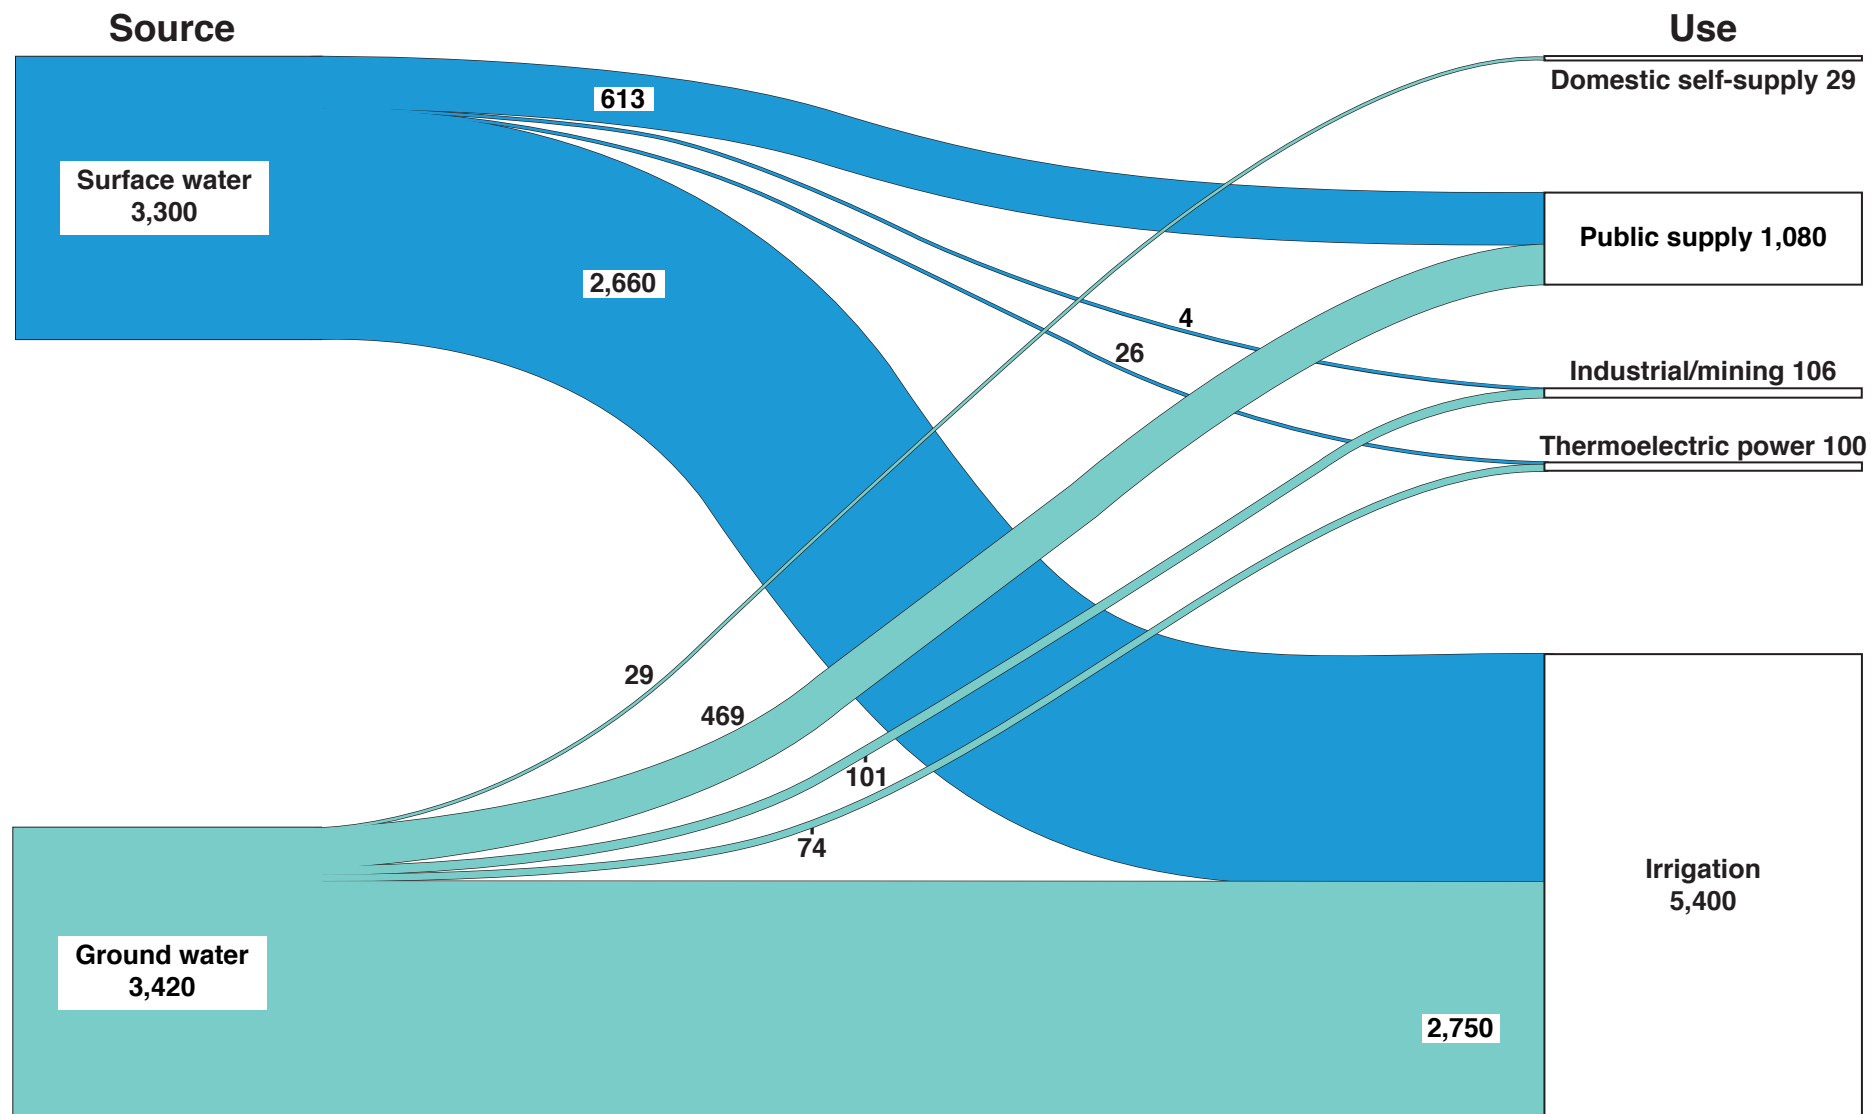 Source
Use
Domestic self-supply 29
613
Surface water
3,300
Public supply 1,080
2,660
4
26
Industrial/mining 106
Thermoelectric power 100
29
469
101
74
Irrigation
5,400
Ground water
3,420
2,750